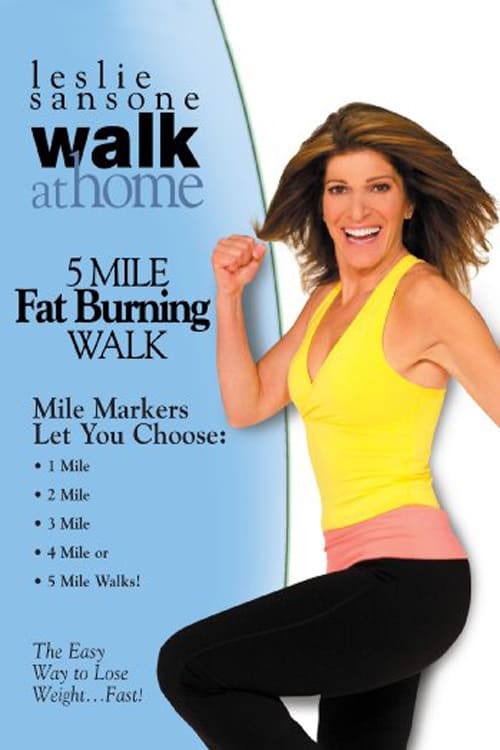 leslie
sansone
walk
at home
5 MILE
Fat Burning
WALK
Mile Markers
Let You Choose:
• 1 Mile
• 2 Mile
• 3 Mile
• 4 Mile or
• 5 Mile Walks!
The Easy
Way to Lose
Weight...Fast!